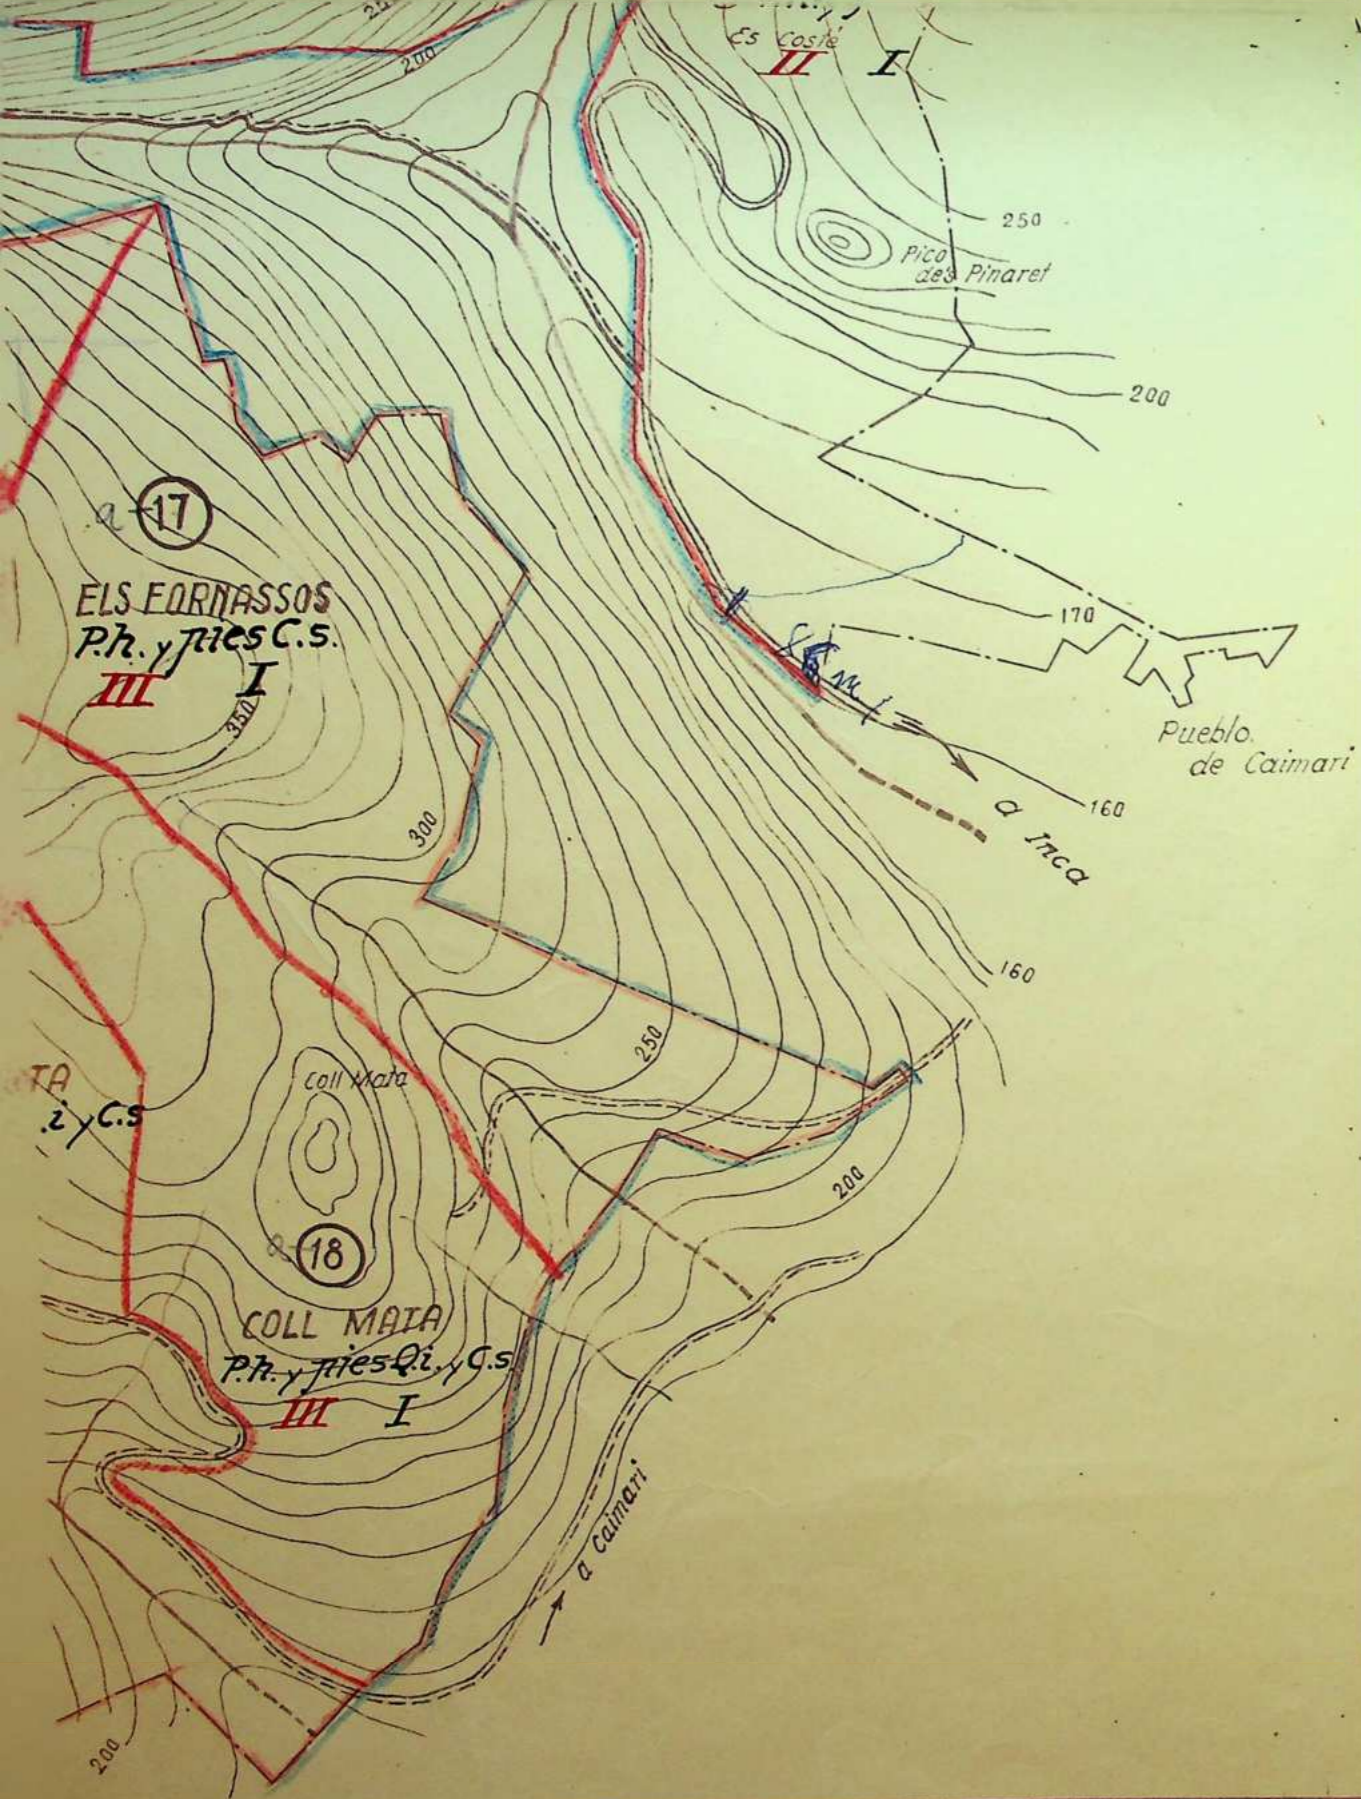 200
Es Costé
II I
250
Pico
des Pinaret
200
a 17
ELS FORNASSOS
P.h. y pies C.s.
III I
350
170
Pueblo
de Caimari
160
a Inca
300
160
250
TA
.i y C.s
Coll Mata
200
a 18
COLL MATA
P.h. y pies Q.i. y C.s.
III I
a Caimari
200